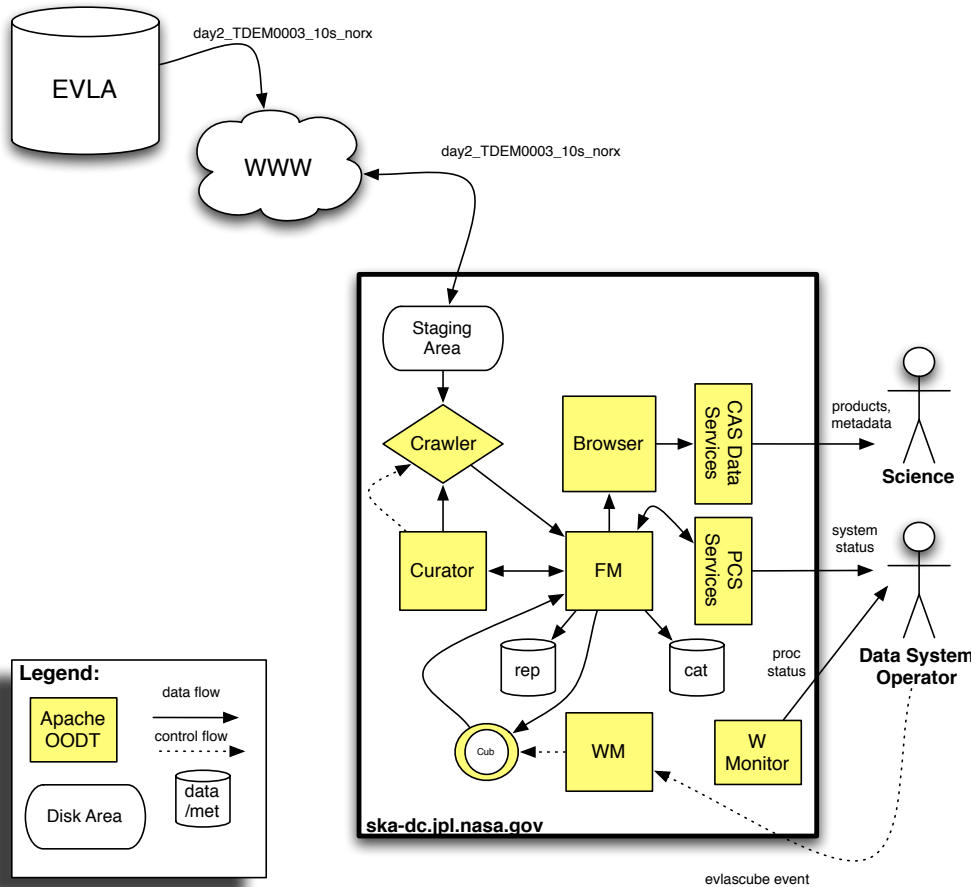 day2_TDEM0003_10s_norx
EVLA
WWW
day2_TDEM0003_10s_norx
Staging
Area
Crawler
Browser
CAS Data
Services
products,
metadata
Science
Curator
FM
PCS
Services
system
status
rep
cat
proc
status
Data System
Operator
Cub
WM
W
Monitor
ska-dc.jpl.nasa.gov
evlascube event
Legend:
Apache
OODT
data flow
control flow
Disk Area
data
/met